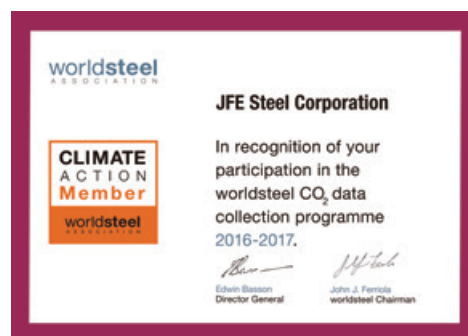 worldsteel
ASSOCIATION
CLIMATE
ACTION
Member
worldsteel
ASSOCIATION
JFE Steel Corporation
In recognition of your
participation in the
worldsteel CO2 data
collection programme
2016-2017.
Edwin Basson
Director General
John J. Ferriola
worldsteel Chairman